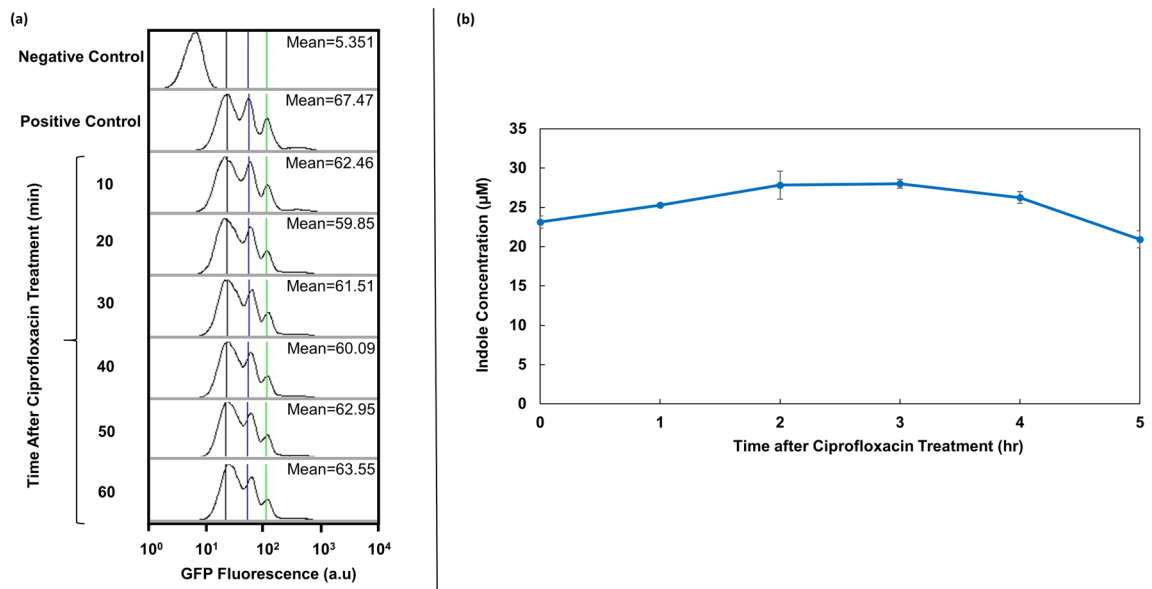 (a)
Negative Control
Mean=5.351
Positive Control
Mean=67.47
Time After Ciprofloxacin Treatment (min)
10
Mean=62.46
20
Mean=59.85
30
Mean=61.51
40
Mean=60.09
50
Mean=62.95
60
Mean=63.55
10⁰ 10¹ 10² 10³ 10⁴
GFP Fluorescence (a.u)
(b)
Indole Concentration (µM)
35
30
25
20
15
10
5
0
0 1 2 3 4 5
Time after Ciprofloxacin Treatment (hr)